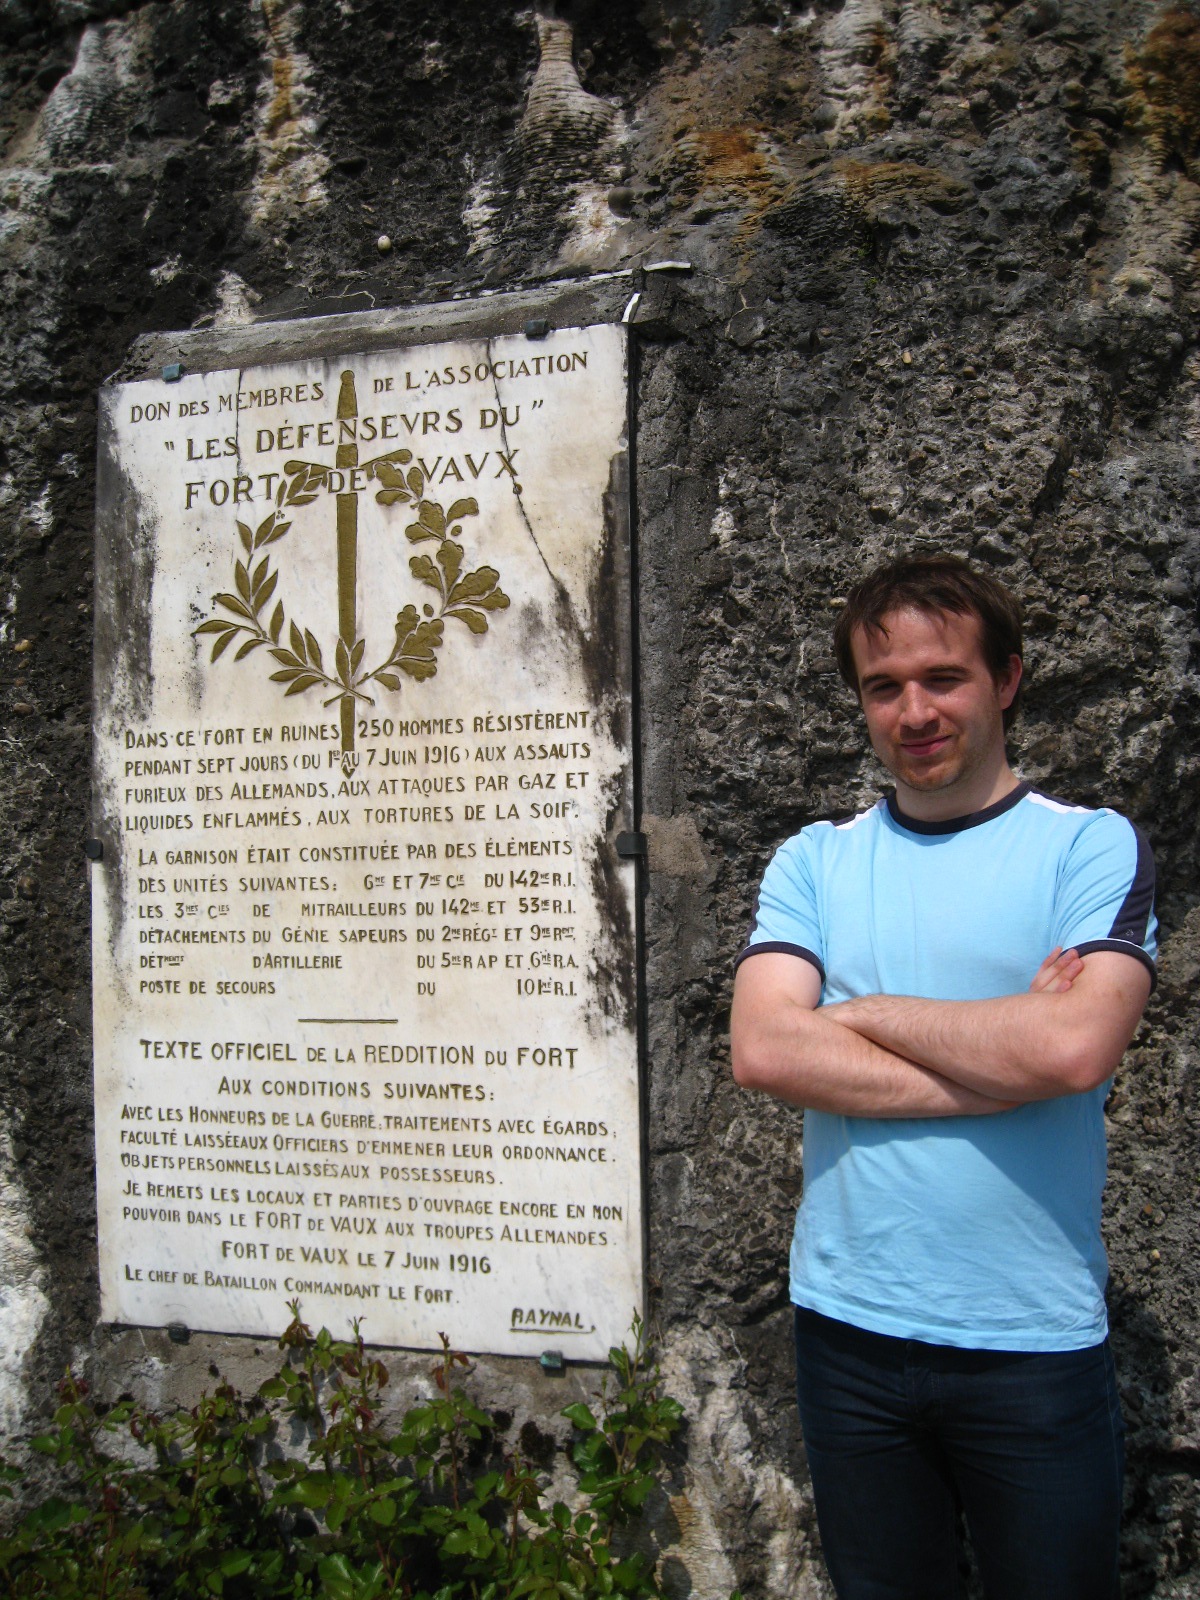 DON DES MEMBRES DE L'ASSOCIATION
"LES DÉFENSEVRS DU"
FORT DE VAVX
DANS CE FORT EN RUINES 250 HOMMES RÉSISTÈRENT
PENDANT SEPT JOURS (DU 1ER AU 7 JUIN 1916) AUX ASSAUTS
FURIEUX DES ALLEMANDS, AUX ATTAQUES PAR GAZ ET
LIQUIDES ENFLAMMÉS, AUX TORTURES DE LA SOIF.
LA GARNISON ÉTAIT CONSTITUÉE PAR DES ÉLÉMENTS
DES UNITÉS SUIVANTES: 6ME ET 7ME CIE DU 142ME R.I.
LES 3MES CIES DE MITRAILLEURS DU 142ME ET 53ME R.I.
DÉTACHEMENTS DU GÉNIE SAPEURS DU 2ME RÉGT ET 9ME RMT
DÉTMENTS D'ARTILLERIE DU 5ME R A P ET 6ME R.A.
POSTE DE SECOURS DU 101ME R.I.
TEXTE OFFICIEL DE LA REDDITION DU FORT
AUX CONDITIONS SUIVANTES:
AVEC LES HONNEURS DE LA GUERRE; TRAITEMENTS AVEC ÉGARDS;
FACULTÉ LAISSÉE AUX OFFICIERS D'EMMENER LEUR ORDONNANCE.
OBJETS PERSONNELS LAISSÉS AUX POSSESSEURS.
JE REMETS LES LOCAUX ET PARTIES D'OUVRAGE ENCORE EN MON
POUVOIR DANS LE FORT DE VAUX AUX TROUPES ALLEMANDES.
FORT DE VAUX LE 7 JUIN 1916
LE CHEF DE BATAILLON COMMANDANT LE FORT.
RAYNAL.